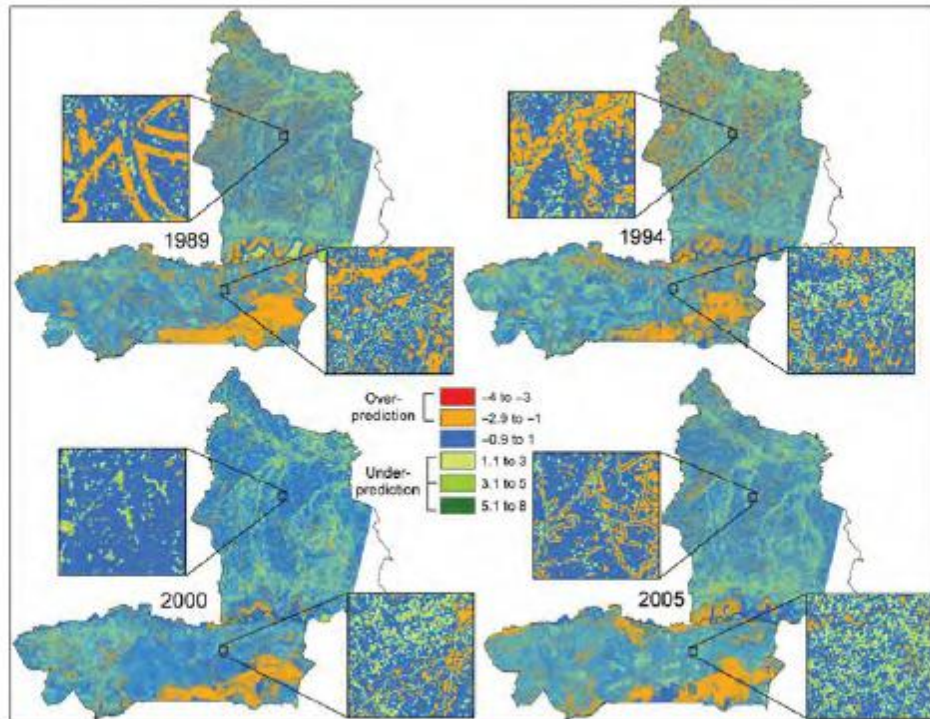 1989
1994
Over-
prediction
−4 to −3
−2.9 to −1
−0.9 to 1
Under-
prediction
1.1 to 3
3.1 to 5
5.1 to 8
2000
2005